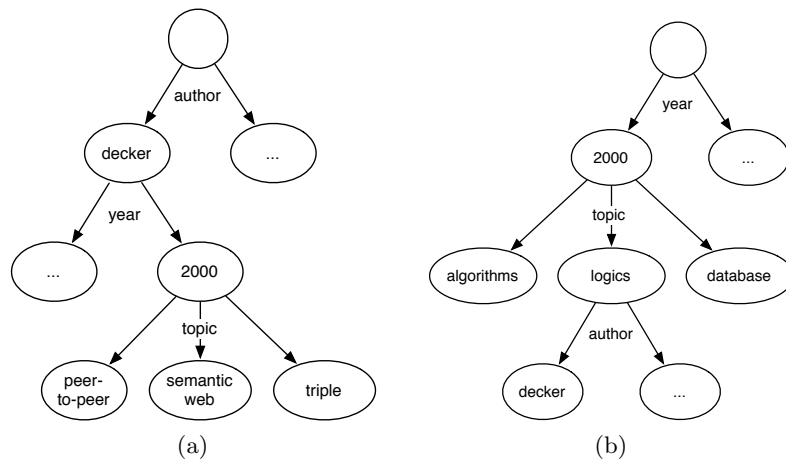 author
decker
...
year
...
2000
topic
peer-
to-peer
semantic
web
triple
(a)
year
2000
...
topic
algorithms
logics
database
author
decker
...
(b)